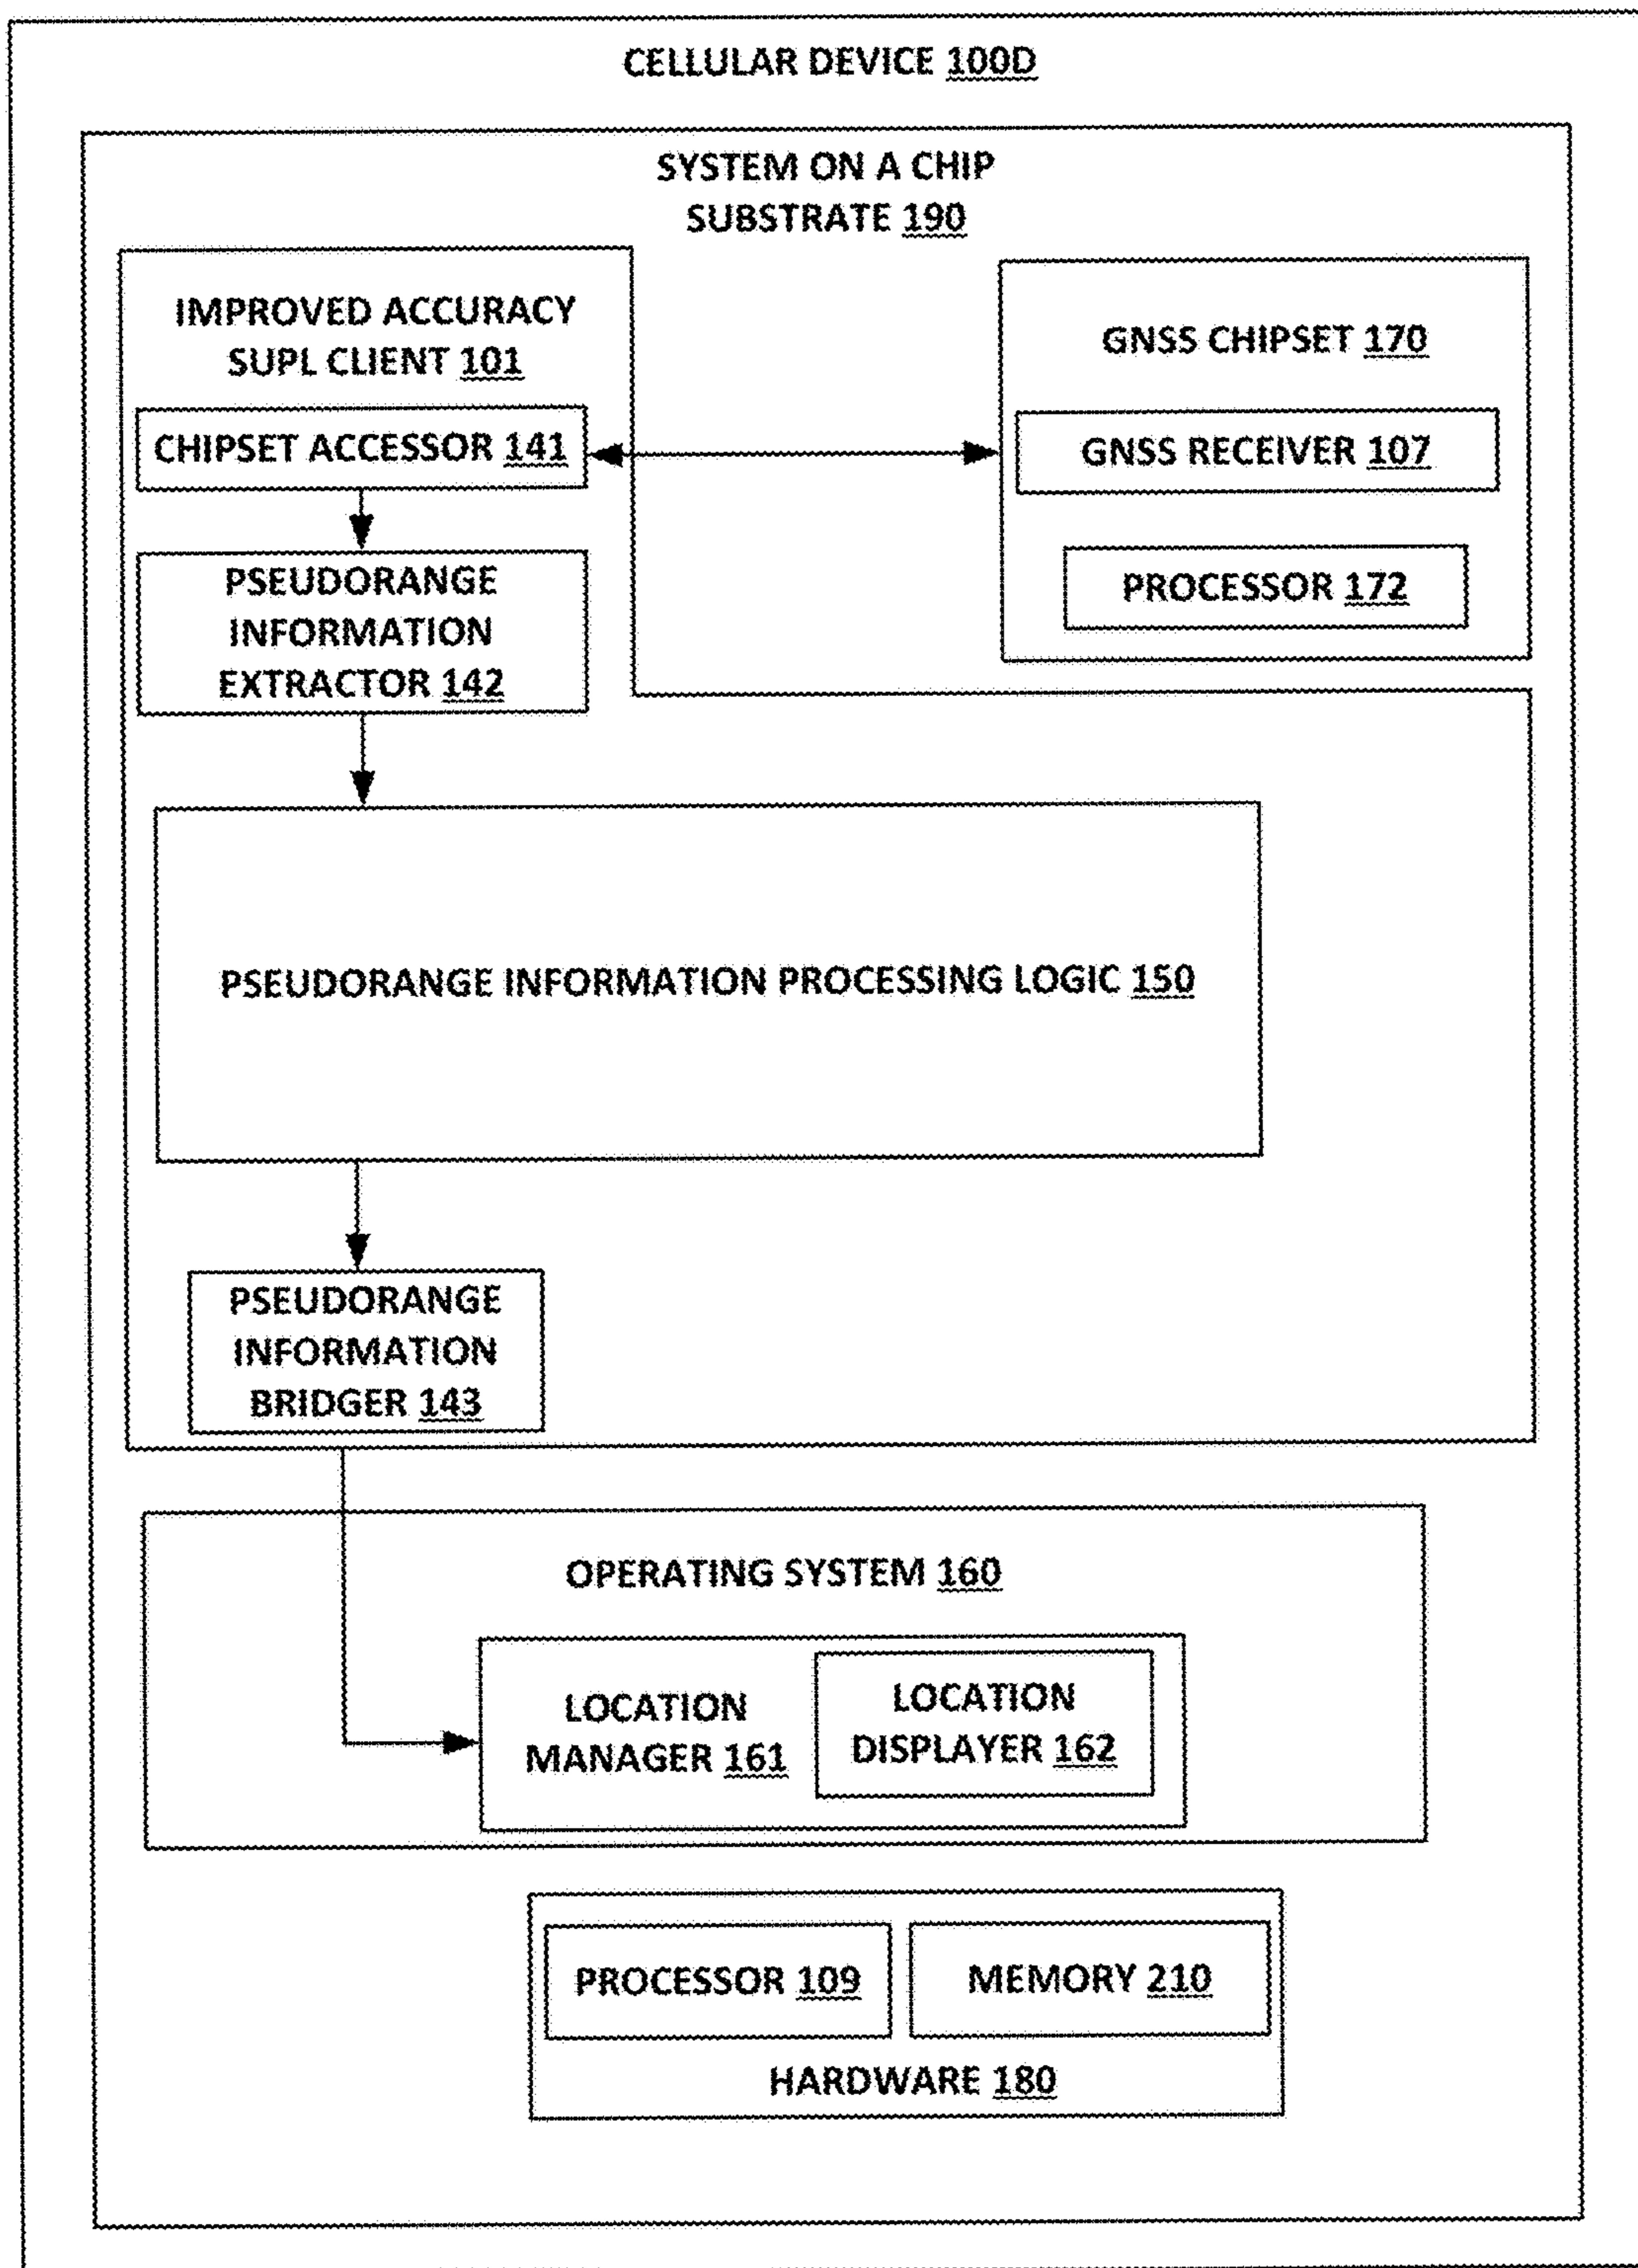 CELLULAR DEVICE 100D
SYSTEM ON A CHIP
SUBSTRATE 190
IMPROVED ACCURACY
SUPL CLIENT 101
CHIPSET ACCESSOR 141
PSEUDORANGE
INFORMATION
EXTRACTOR 142
GNSS CHIPSET 170
GNSS RECEIVER 107
PROCESSOR 172
PSEUDORANGE INFORMATION PROCESSING LOGIC 150
PSEUDORANGE
INFORMATION
BRIDGER 143
OPERATING SYSTEM 160
LOCATION
MANAGER 161
LOCATION
DISPLAYER 162
PROCESSOR 109
MEMORY 210
HARDWARE 180